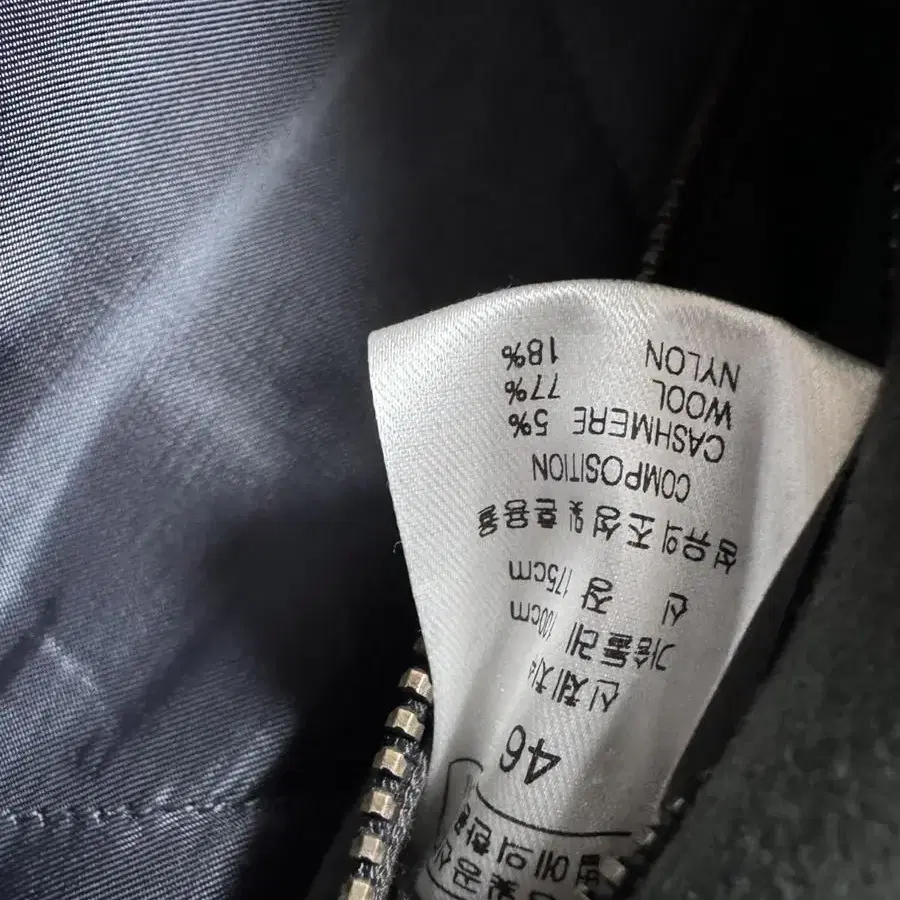 46
신체치수
가슴둘레 100cm
신 장 175cm
섬유의조성및혼용율
COMPOSITION
CASHMERE 5%
WOOL 77%
NYLON 18%